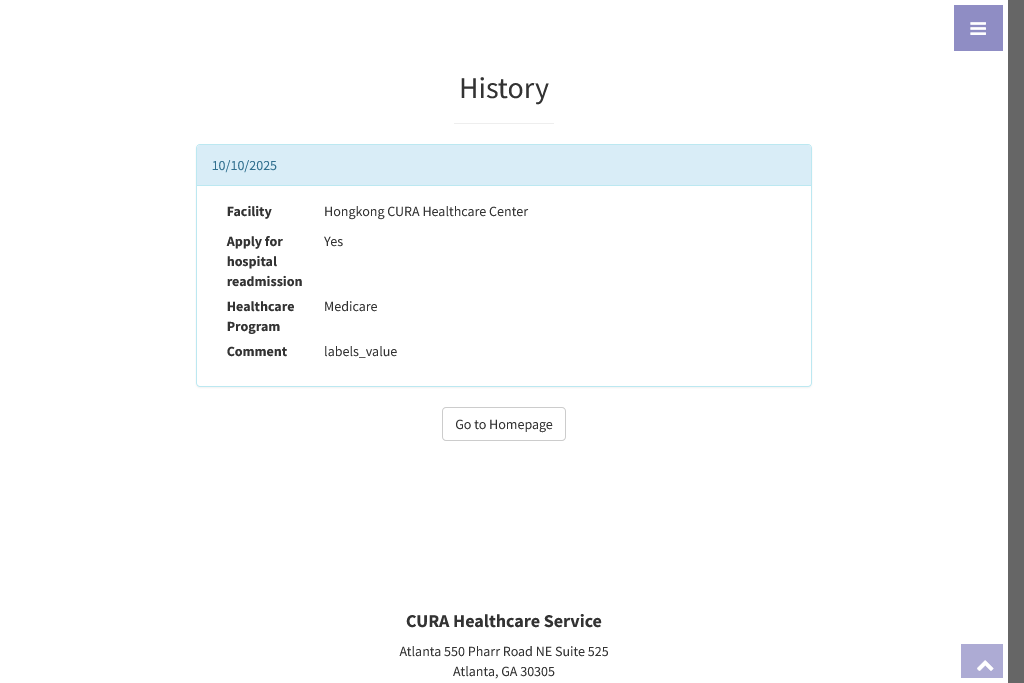 History
10/10/2025
Facility
Hongkong CURA Healthcare Center
Apply for
hospital
readmission
Yes
Healthcare
Program
Medicare
Comment
labels_value
Go to Homepage
CURA Healthcare Service
Atlanta 550 Pharr Road NE Suite 525
Atlanta, GA 30305